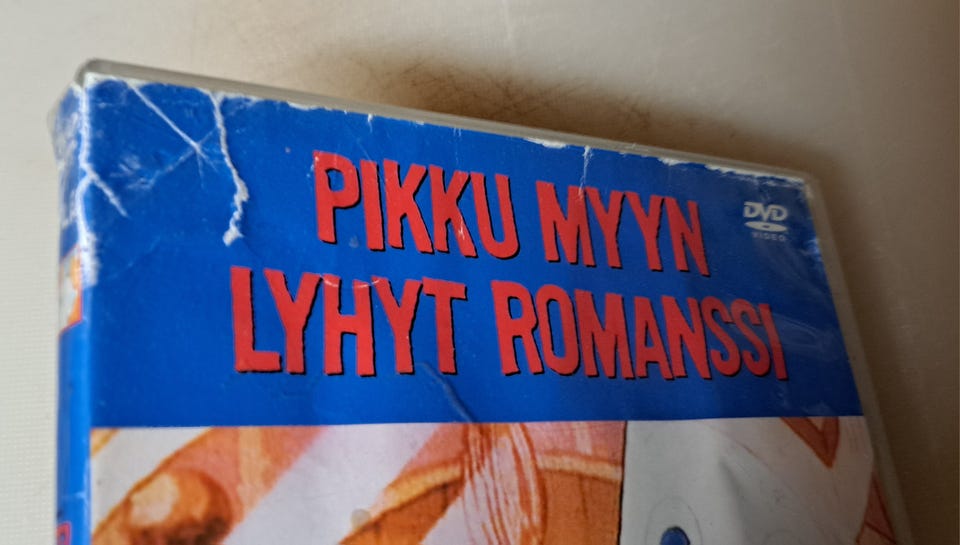 PIKKU MYYN
LYHYT ROMANSSI
DVD
VIDEO